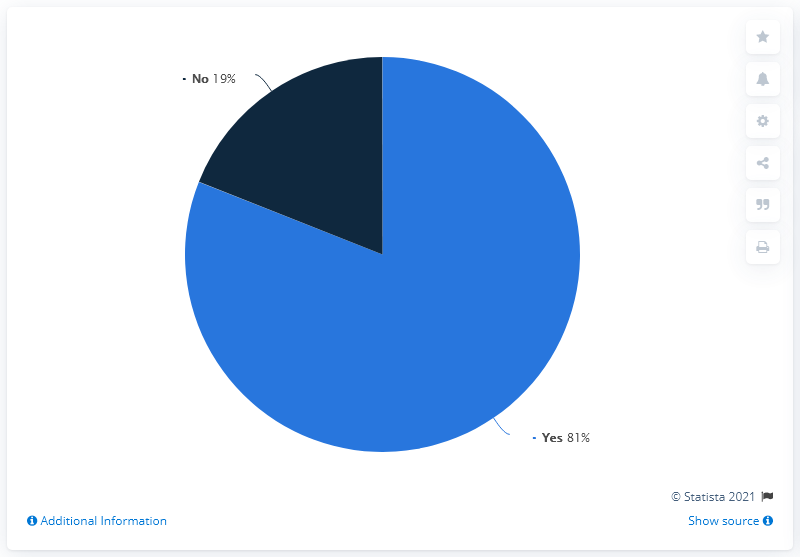 No 19%
Yes 81%
© Statista 2021
Additional Information
Show source